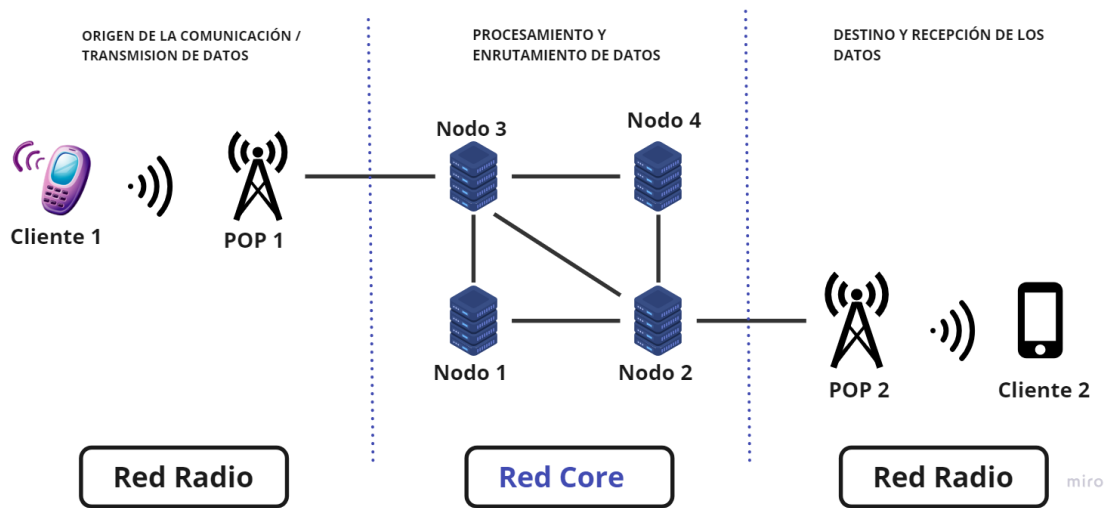 ORIGEN DE LA COMUNICACIÓN /
TRANSMISION DE DATOS
PROCESAMIENTO Y
ENRUTAMIENTO DE DATOS
DESTINO Y RECEPCIÓN DE LOS
DATOS
Nodo 3
Nodo 4
Cliente 1
POP 1
Nodo 1
Nodo 2
POP 2
Cliente 2
Red Radio
Red Core
Red Radio
miro